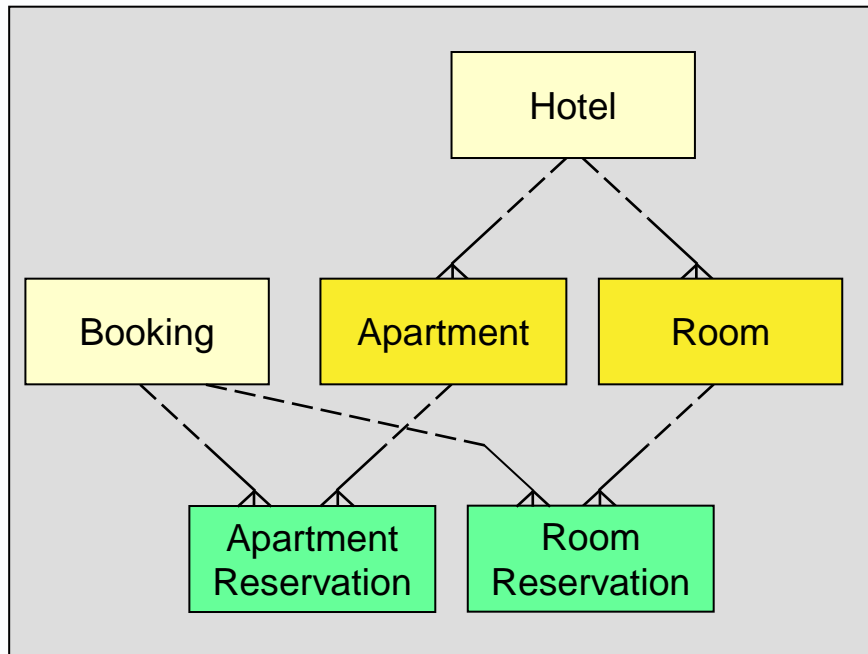 Hotel
Booking
Apartment
Room
Apartment
Reservation
Room
Reservation